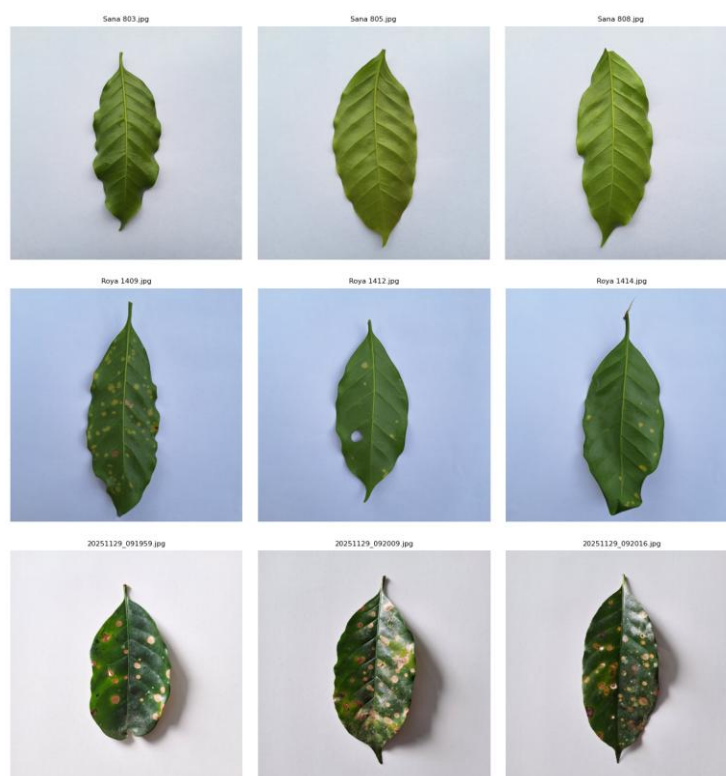 Sana 803.jpg
Sana 805.jpg
Sana 808.jpg
Roya 1409.jpg
Roya 1412.jpg
Roya 1414.jpg
20251129_091959.jpg
20251129_092009.jpg
20251129_092016.jpg